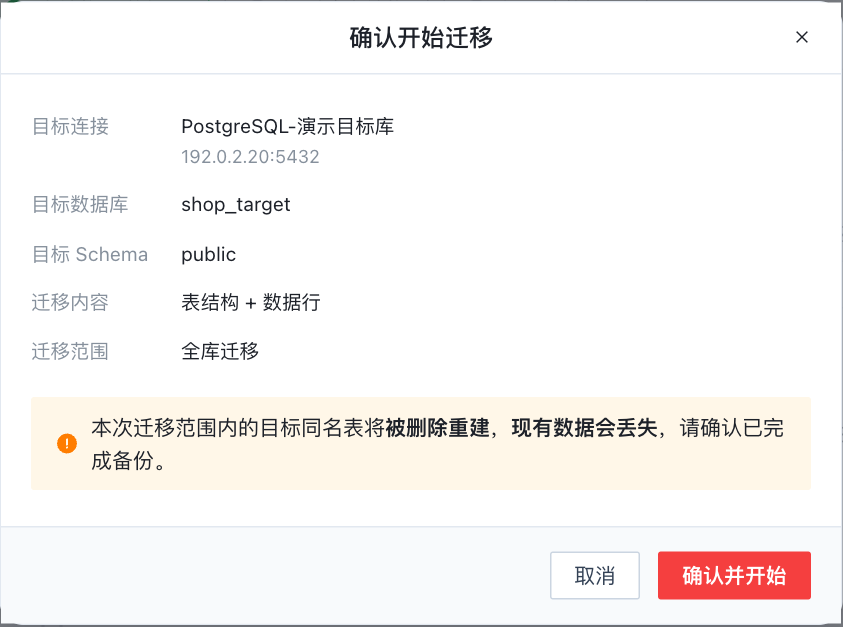 确认开始迁移
目标连接
PostgreSQL-演示目标库
192.0.2.20:5432
目标数据库
shop_target
目标 Schema
public
迁移内容
表结构 + 数据行
迁移范围
全库迁移
本次迁移范围内的目标同名表将被删除重建，现有数据会丢失，请确认已完
成备份。
取消
确认并开始